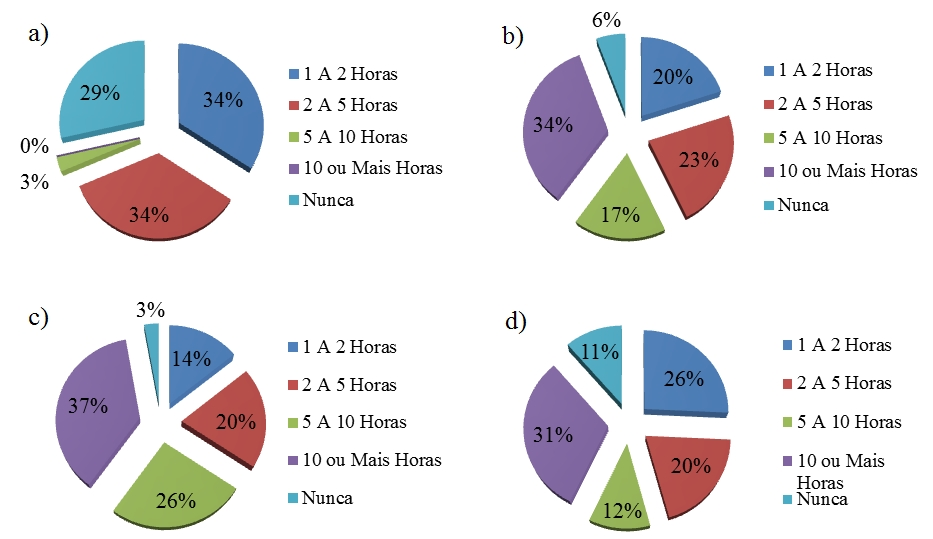 a)
34%
34%
3%
0%
29%
1 A 2 Horas
2 A 5 Horas
5 A 10 Horas
10 ou Mais Horas
Nunca
b)
6%
20%
23%
17%
34%
1 A 2 Horas
2 A 5 Horas
5 A 10 Horas
10 ou Mais Horas
Nunca
c)
3%
14%
20%
26%
37%
1 A 2 Horas
2 A 5 Horas
5 A 10 Horas
10 ou Mais Horas
Nunca
d)
11%
26%
20%
12%
31%
1 A 2 Horas
2 A 5 Horas
5 A 10 Horas
10 ou Mais
Horas
Nunca